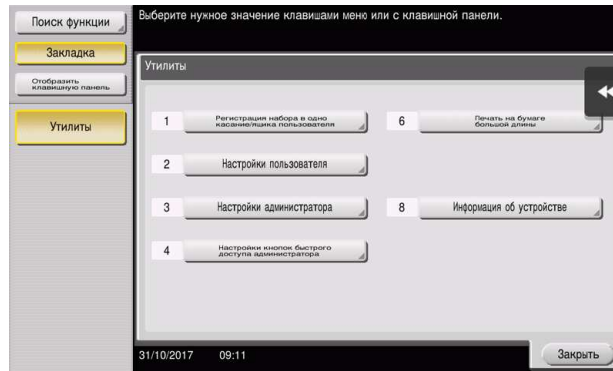 Поиск функции
Выберите нужное значение клавишами меню или с клавишной панели.
Закладка
Отобразить
клавишную панель
Утилиты
Утилиты
1
Регистрация набора в одно
касание/ящика пользователя
6
Печать на бумаге
большой длины
2
Настройки пользователя
3
Настройки администратора
8
Информация об устройстве
4
Настройки кнопок быстрого
доступа администратора
31/10/2017 09:11
Закрыть